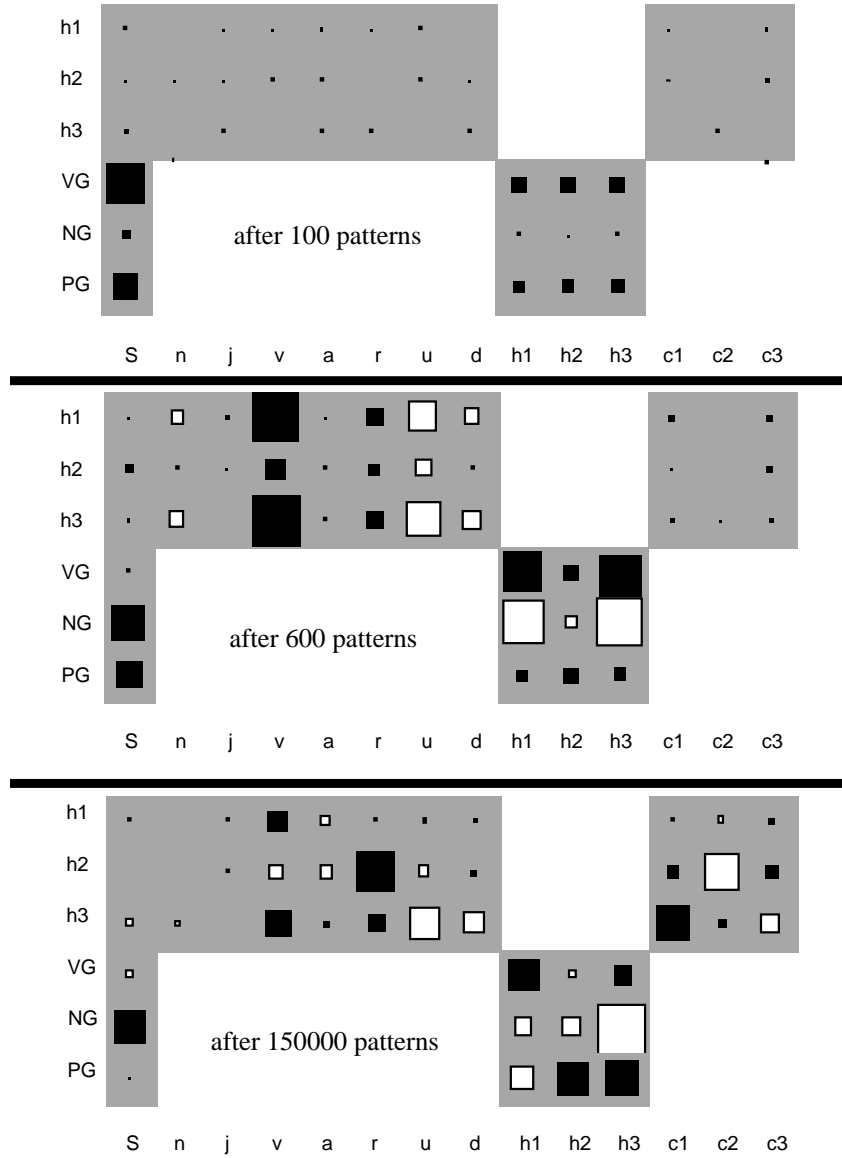 h1
h2
h3
VG
NG
after 100 patterns
PG
S n j v a r u d h1 h2 h3 c1 c2 c3
h1
h2
h3
VG
NG
after 600 patterns
PG
S n j v a r u d h1 h2 h3 c1 c2 c3
h1
h2
h3
VG
NG
after 150000 patterns
PG
S n j v a r u d h1 h2 h3 c1 c2 c3